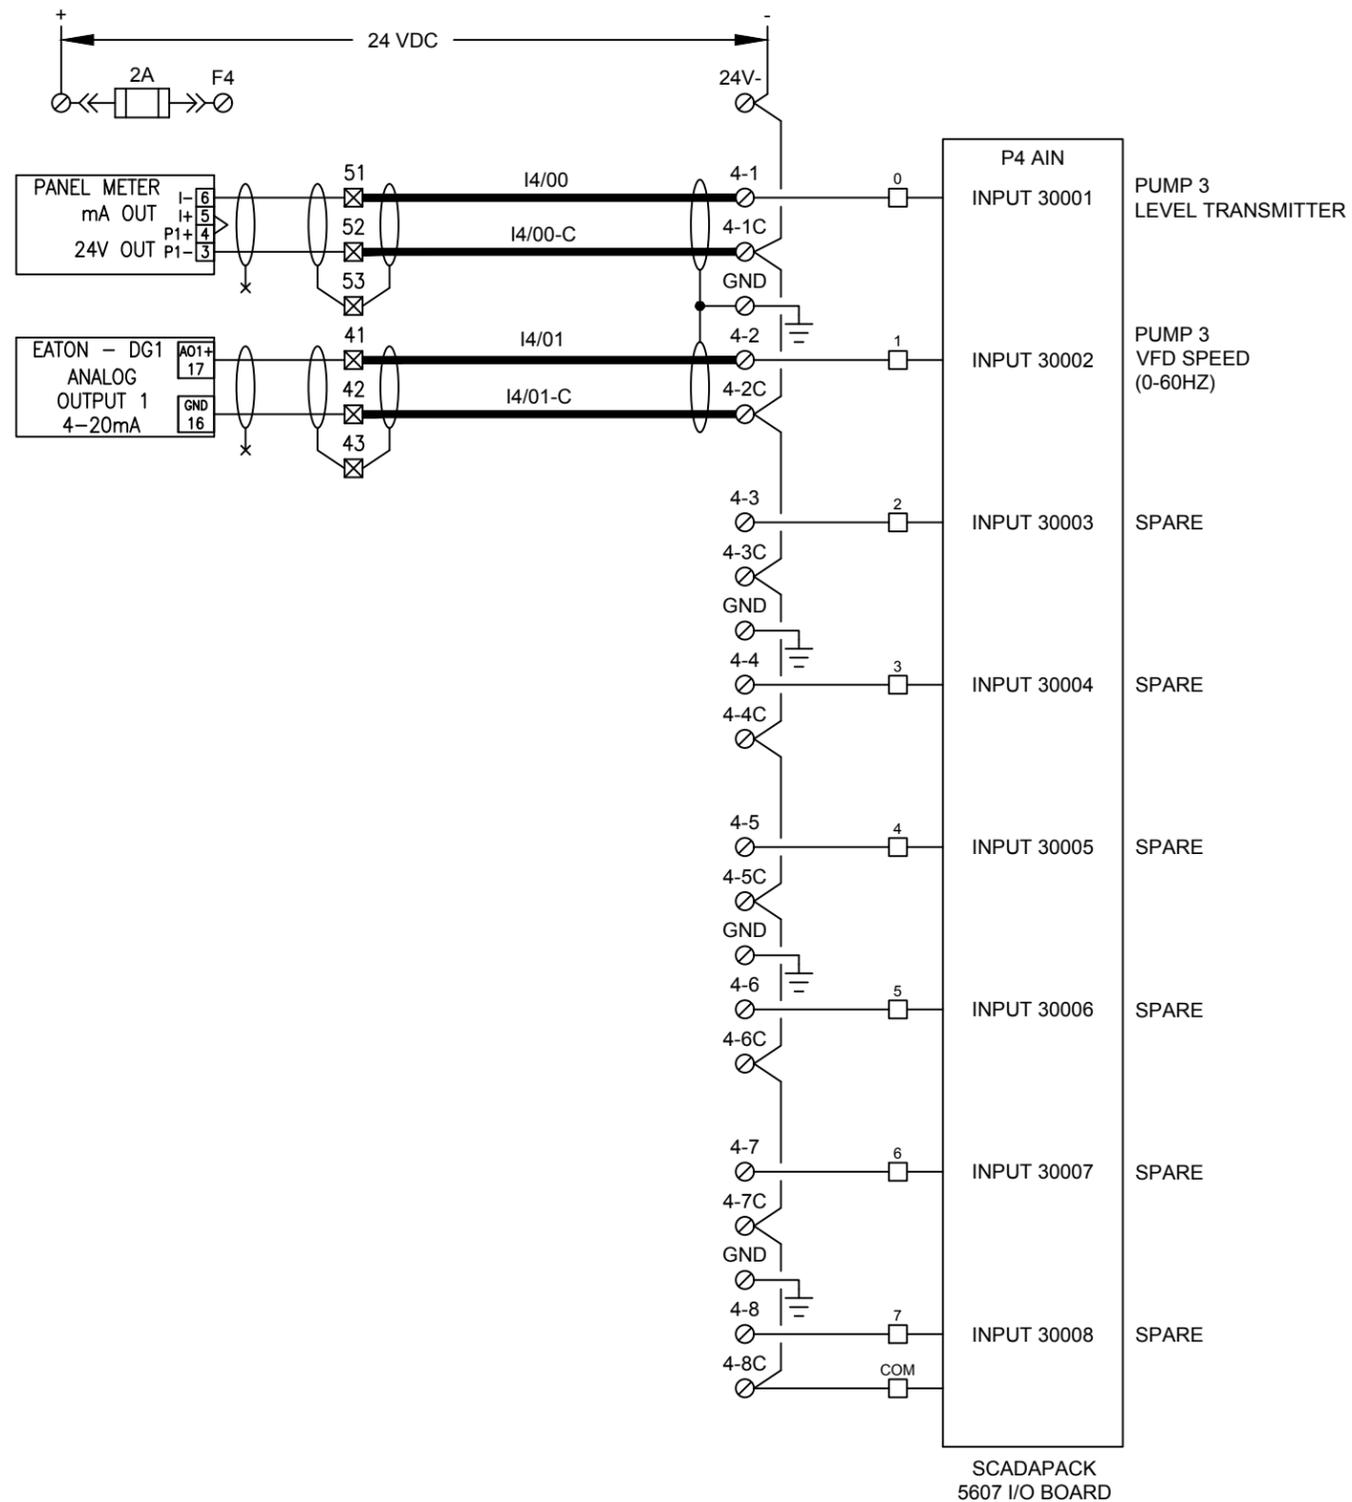 +
-
24 VDC
2A
F4
24V-
P4 AIN
PANEL METER
mA OUT
24V OUT
I- 6
I+ 5
P1+ 4
P1- 3
51
I4/00
4-1
0
INPUT 30001
PUMP 3
LEVEL TRANSMITTER
52
I4/00-C
4-1C
53
GND
EATON - DG1
ANALOG
OUTPUT 1
4-20mA
AO1+
17
GND
16
41
I4/01
4-2
1
INPUT 30002
PUMP 3
VFD SPEED
(0-60HZ)
42
I4/01-C
4-2C
43
4-3
2
INPUT 30003
SPARE
4-3C
GND
4-4
3
INPUT 30004
SPARE
4-4C
4-5
4
INPUT 30005
SPARE
4-5C
GND
4-6
5
INPUT 30006
SPARE
4-6C
4-7
6
INPUT 30007
SPARE
4-7C
GND
4-8
7
INPUT 30008
SPARE
4-8C
COM
SCADAPACK
5607 I/O BOARD